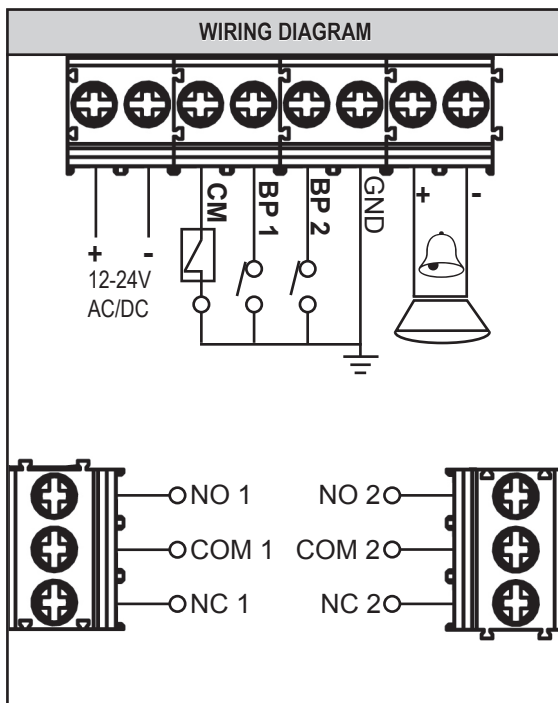 WIRING DIAGRAM
+ -
12-24V
AC/DC
CM
BP 1
BP 2
GND
+ -
NO 1
COM 1
NC 1
NO 2
COM 2
NC 2